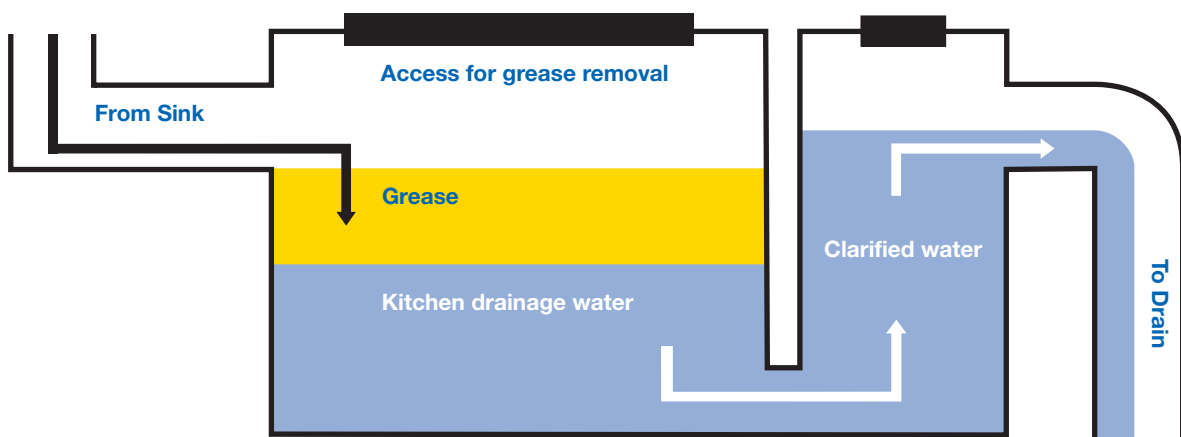 Access for grease removal
From Sink
Grease
Clarified water
Kitchen drainage water
To Drain